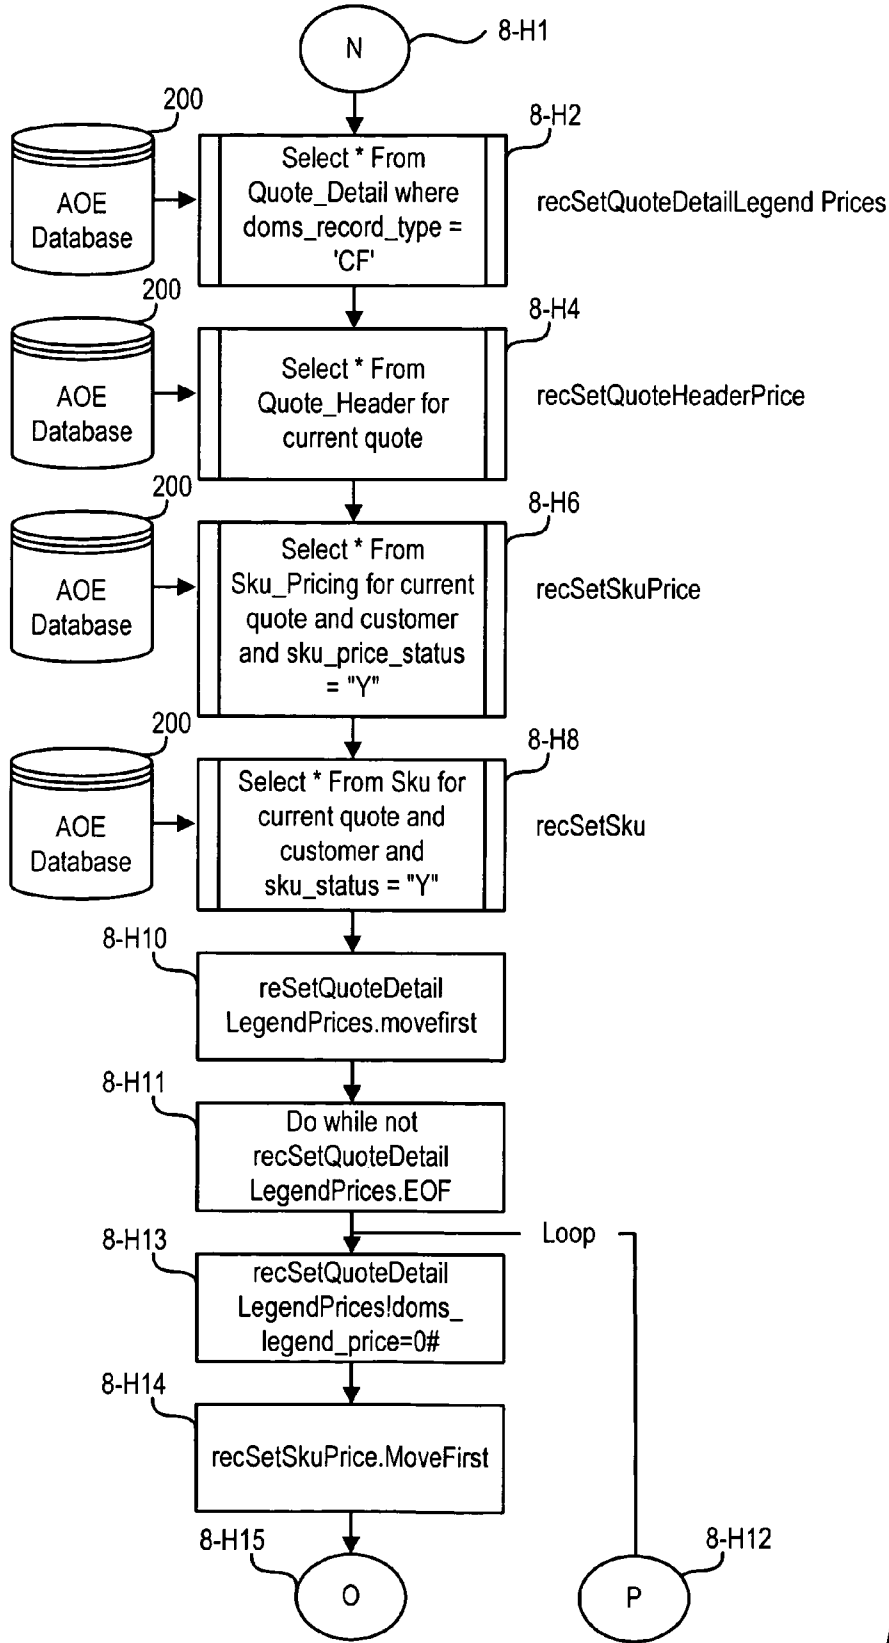 N
8-H1
200
AOE
Database
8-H2
Select * From
Quote_Detail where
doms_record_type =
'CF'
recSetQuoteDetailLegend Prices
200
AOE
Database
8-H4
Select * From
Quote_Header for
current quote
recSetQuoteHeaderPrice
200
AOE
Database
8-H6
Select * From
Sku_Pricing for current
quote and customer
and sku_price_status
= "Y"
recSetSkuPrice
200
AOE
Database
8-H8
Select * From Sku for
current quote and
customer and
sku_status = "Y"
recSetSku
8-H10
reSetQuoteDetail
LegendPrices.movefirst
8-H11
Do while not
recSetQuoteDetail
LegendPrices.EOF
Loop
8-H13
recSetQuoteDetail
LegendPrices!doms_
legend_price=0#
8-H14
recSetSkuPrice.MoveFirst
8-H15
O
8-H12
P